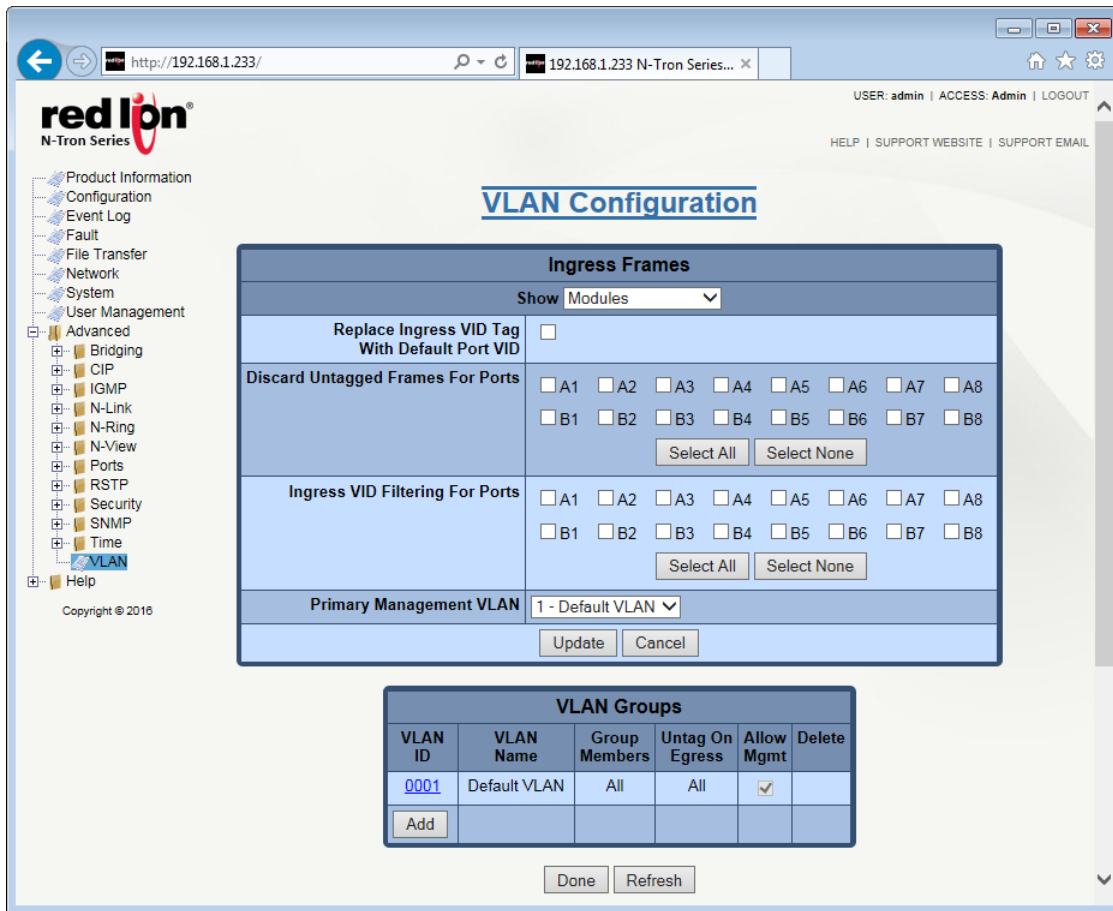 http://192.168.1.233/
192.168.1.233 N-Tron Series...
red lion®
N-Tron Series
USER: admin | ACCESS: Admin | LOGOUT
HELP | SUPPORT WEBSITE | SUPPORT EMAIL
Product Information
Configuration
Event Log
Fault
File Transfer
Network
System
User Management
Advanced
Bridging
CIP
IGMP
N-Link
N-Ring
N-View
Ports
RSTP
Security
SNMP
Time
VLAN
Help
Copyright © 2016
VLAN Configuration
Ingress Frames
Show Modules
Replace Ingress VID Tag
With Default Port VID
Discard Untagged Frames For Ports
A1 A2 A3 A4 A5 A6 A7 A8
B1 B2 B3 B4 B5 B6 B7 B8
Select All Select None
Ingress VID Filtering For Ports
A1 A2 A3 A4 A5 A6 A7 A8
B1 B2 B3 B4 B5 B6 B7 B8
Select All Select None
Primary Management VLAN 1 - Default VLAN
Update Cancel
VLAN Groups
VLAN ID VLAN Name Group Members Untag On Egress Allow Mgmt Delete
0001 Default VLAN All All
Add
Done Refresh